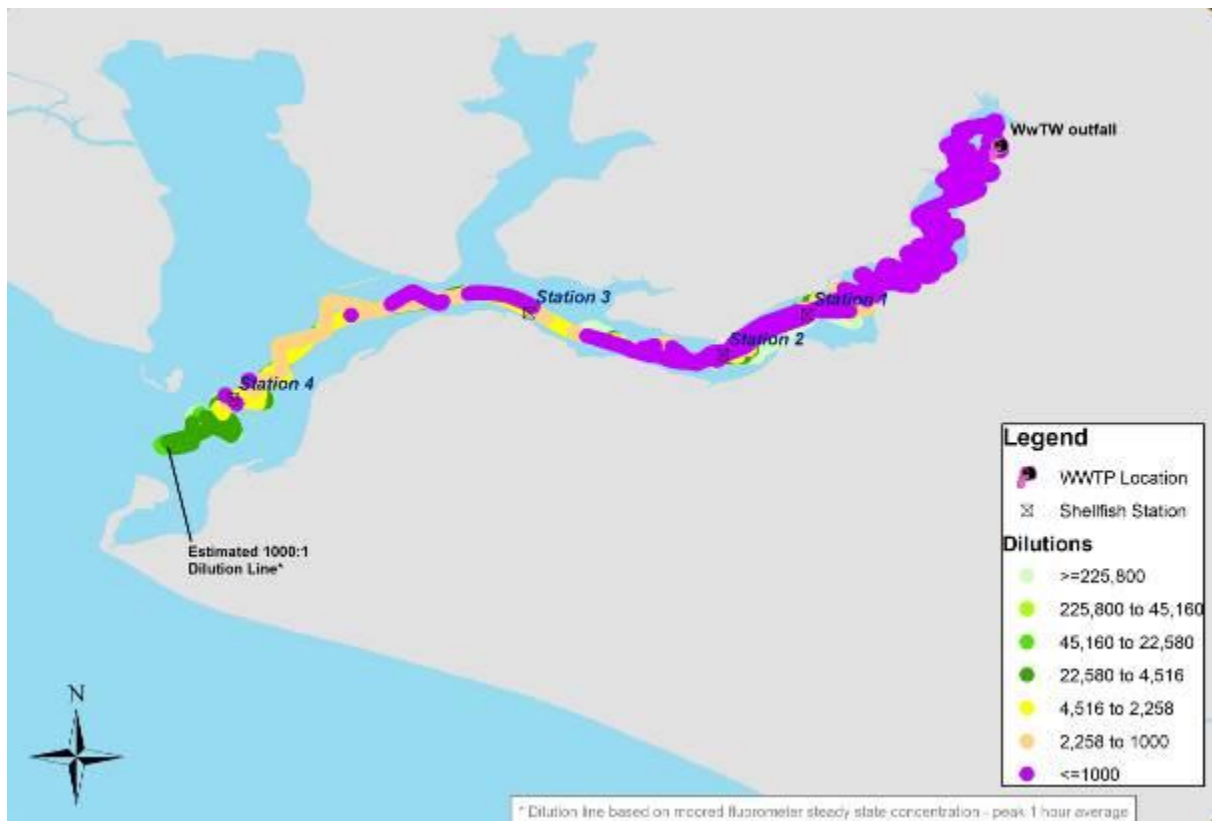 WwTW outfall
Station 3
Station 1
Station 2
Station 4
Estimated 1000:1
Dilution Line*
N
Legend
WWTP Location
Shellfish Station
Dilutions
>=225,800
225,800 to 45,160
45,160 to 22,580
22,580 to 4,516
4,516 to 2,258
2,258 to 1000
<=1000
* Dilution line based on moored fluorometer steady state concentration - peak 1 hour average